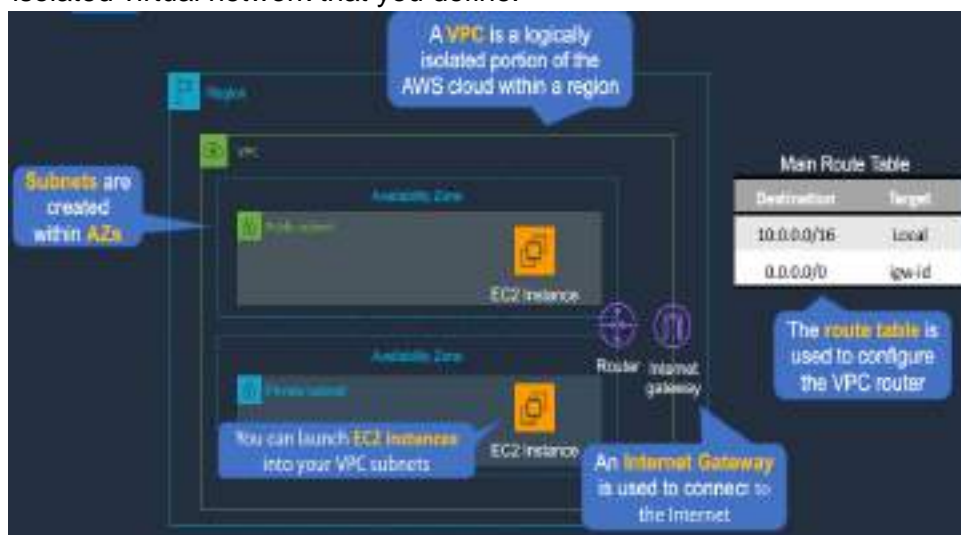 isolated virtual network that you define.
A VPC is a logically
isolated portion of the
AWS cloud within a region
Region
VPC
Subnets are
created
within AZs
Availability Zone
Public subnet
EC2 Instance
Main Route Table
Destination Target
10.0.0.0/16 Local
0.0.0.0/0 igw-id
The route table is
used to configure
the VPC router
Router
Internet
gateway
Availability Zone
Private subnet
EC2 Instance
You can launch EC2 instances
into your VPC subnets
An Internet Gateway
is used to connect to
the Internet